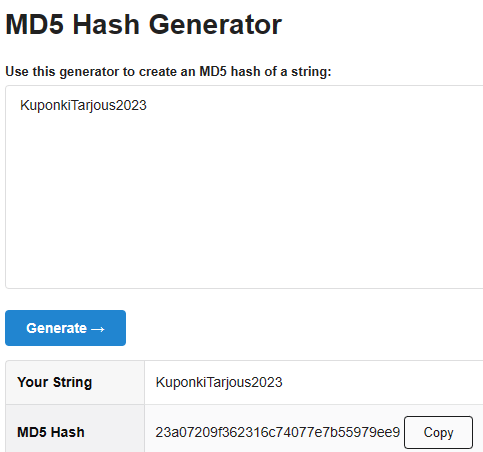 MD5 Hash Generator
Use this generator to create an MD5 hash of a string:
KuponkiTarjous2023
Generate →
Your String KuponkiTarjous2023
MD5 Hash 23a07209f362316c74077e7b55979ee9 Copy